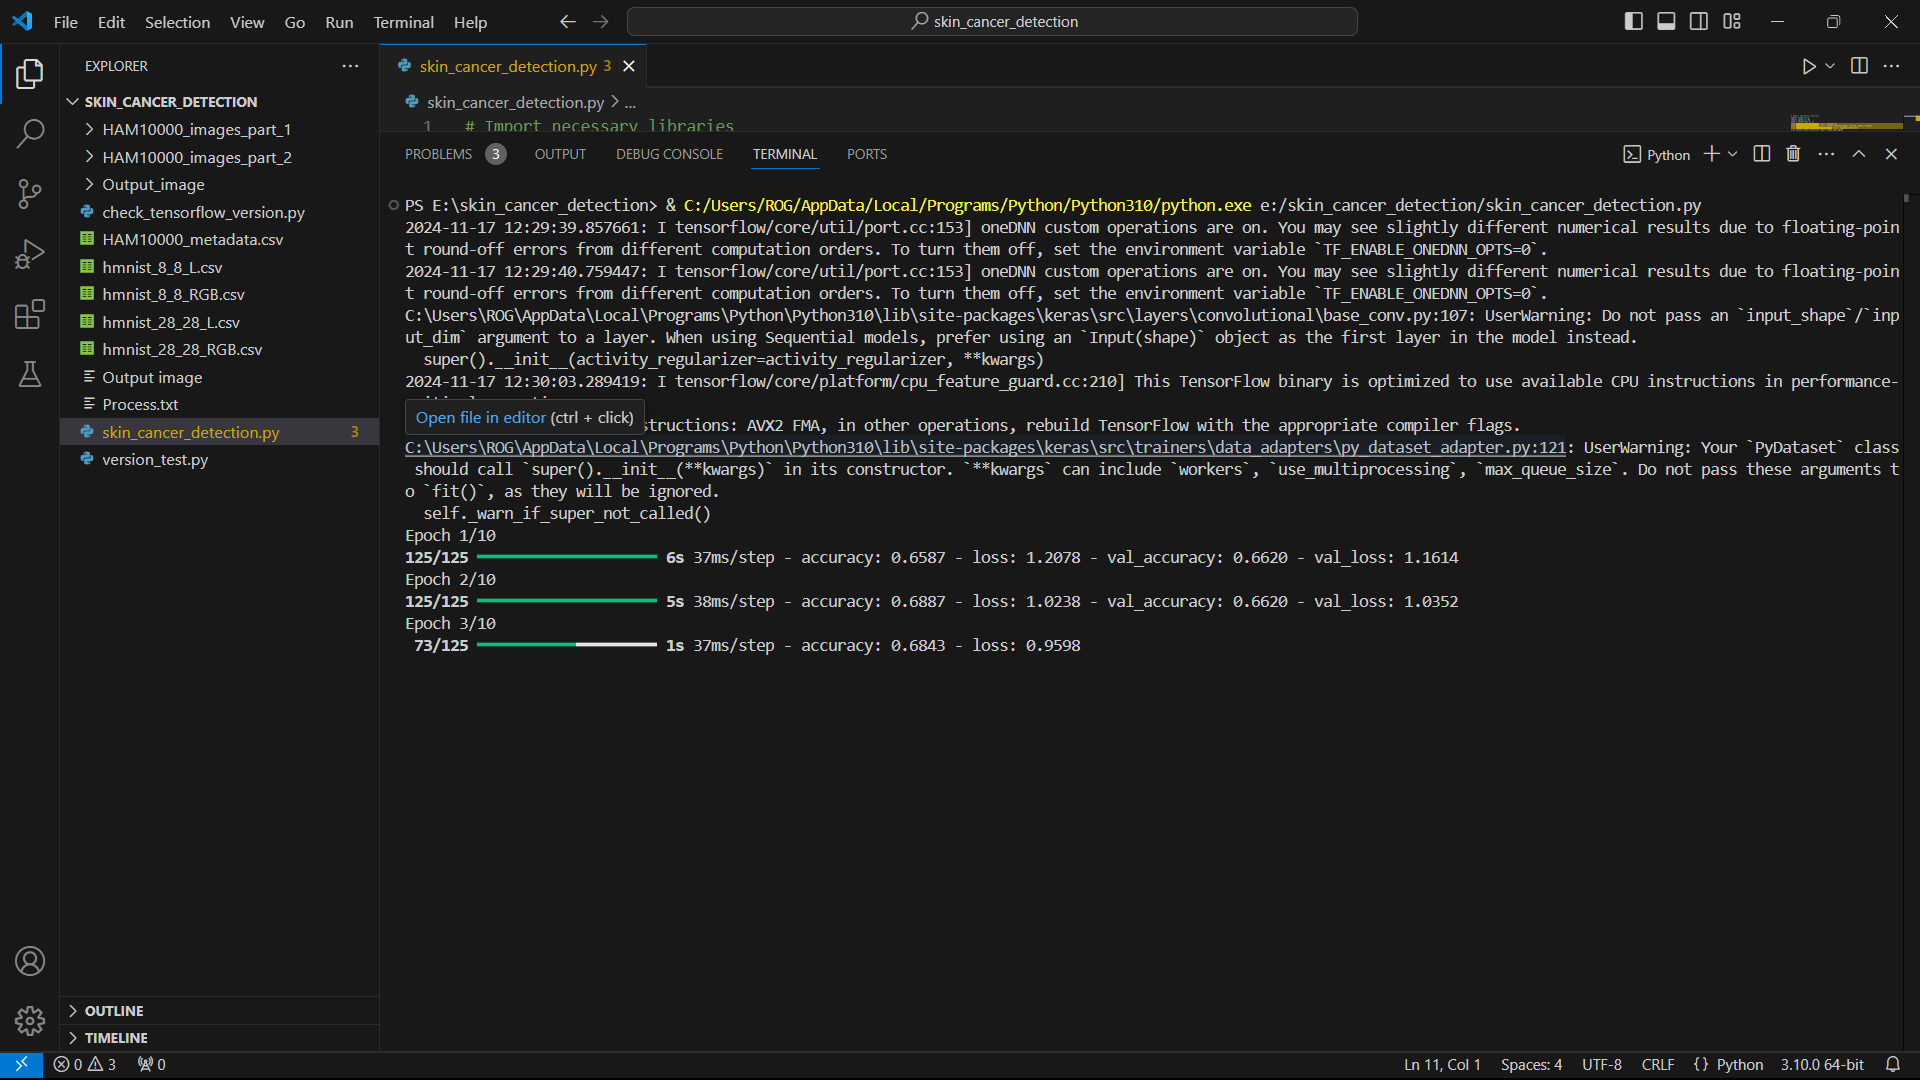 File Edit Selection View Go Run Terminal Help
skin_cancer_detection
EXPLORER
SKIN_CANCER_DETECTION
HAM10000_images_part_1
HAM10000_images_part_2
Output_image
check_tensorflow_version.py
HAM10000_metadata.csv
hmnist_8_8_L.csv
hmnist_8_8_RGB.csv
hmnist_28_28_L.csv
hmnist_28_28_RGB.csv
Output image
Process.txt
skin_cancer_detection.py 3
version_test.py
OUTLINE
TIMELINE
skin_cancer_detection.py 3
skin_cancer_detection.py > ...
1 # Import necessary libraries
PROBLEMS 3 OUTPUT DEBUG CONSOLE TERMINAL PORTS
Python
PS E:\skin_cancer_detection> & C:/Users/ROG/AppData/Local/Programs/Python/Python310/python.exe e:/skin_cancer_detection/skin_cancer_detection.py
2024-11-17 12:29:39.857661: I tensorflow/core/util/port.cc:153] oneDNN custom operations are on. You may see slightly different numerical results due to floating-poin
t round-off errors from different computation orders. To turn them off, set the environment variable `TF_ENABLE_ONEDNN_OPTS=0`.
2024-11-17 12:29:40.759447: I tensorflow/core/util/port.cc:153] oneDNN custom operations are on. You may see slightly different numerical results due to floating-poin
t round-off errors from different computation orders. To turn them off, set the environment variable `TF_ENABLE_ONEDNN_OPTS=0`.
C:\Users\ROG\AppData\Local\Programs\Python\Python310\lib\site-packages\keras\src\layers\convolutional\base_conv.py:107: UserWarning: Do not pass an `input_shape`/`inp
ut_dim` argument to a layer. When using Sequential models, prefer using an `Input(shape)` object as the first layer in the model instead.
super().__init__(activity_regularizer=activity_regularizer, **kwargs)
2024-11-17 12:30:03.289419: I tensorflow/core/platform/cpu_feature_guard.cc:210] This TensorFlow binary is optimized to use available CPU instructions in performance-
Open file in editor (ctrl + click)
structions: AVX2 FMA, in other operations, rebuild TensorFlow with the appropriate compiler flags.
C:\Users\ROG\AppData\Local\Programs\Python\Python310\lib\site-packages\keras\src\trainers\data_adapters\py_dataset_adapter.py:121: UserWarning: Your `PyDataset` class
should call `super().__init__(**kwargs)` in its constructor. `**kwargs` can include `workers`, `use_multiprocessing`, `max_queue_size`. Do not pass these arguments t
o `fit()`, as they will be ignored.
self._warn_if_super_not_called()
Epoch 1/10
125/125 6s 37ms/step - accuracy: 0.6587 - loss: 1.2078 - val_accuracy: 0.6620 - val_loss: 1.1614
Epoch 2/10
125/125 5s 38ms/step - accuracy: 0.6887 - loss: 1.0238 - val_accuracy: 0.6620 - val_loss: 1.0352
Epoch 3/10
73/125 1s 37ms/step - accuracy: 0.6843 - loss: 0.9598
0 3 0
Ln 11, Col 1 Spaces: 4 UTF-8 CRLF {} Python 3.10.0 64-bit